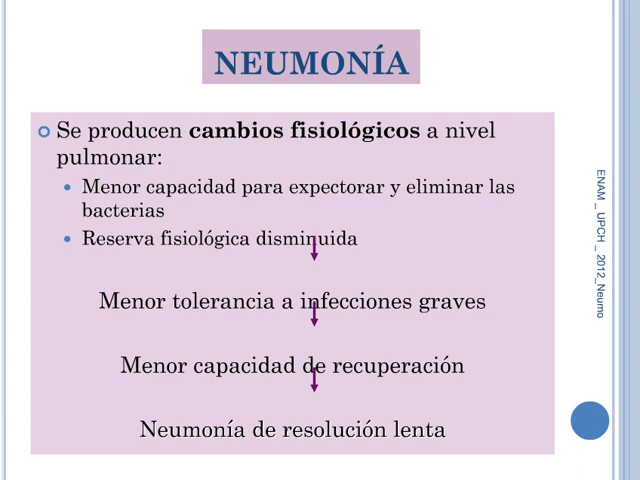 NEUMONÍA
Se producen cambios fisiológicos a nivel
pulmonar:
Menor capacidad para expectorar y eliminar las
bacterias
Reserva fisiológica disminuida
Menor tolerancia a infecciones graves
Menor capacidad de recuperación
Neumonía de resolución lenta
ENAM _ UPCH _ 2012_Neumo